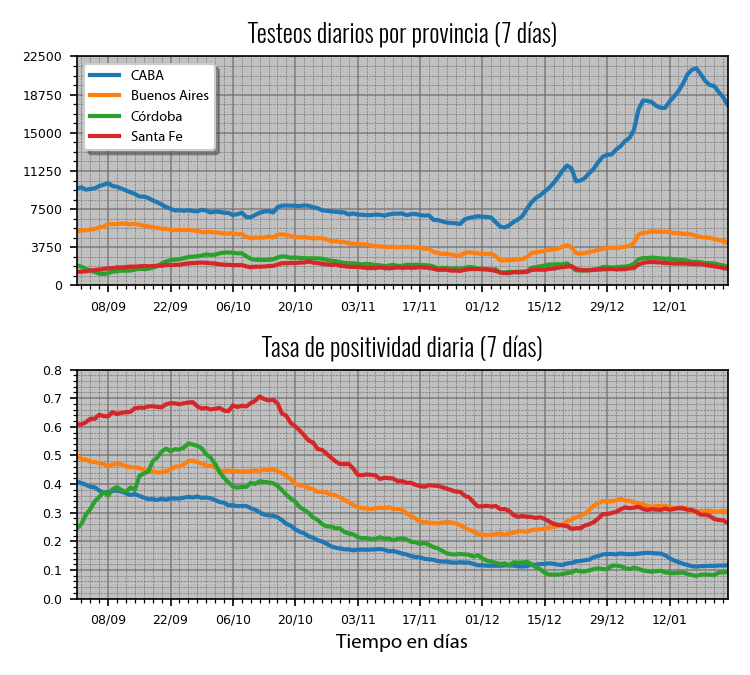 Testeos diarios por provincia (7 días)
22500
18750
15000
11250
7500
3750
0
CABA
Buenos Aires
Córdoba
Santa Fe
08/09 22/09 06/10 20/10 03/11 17/11 01/12 15/12 29/12 12/01
Tasa de positividad diaria (7 días)
0.8
0.7
0.6
0.5
0.4
0.3
0.2
0.1
0.0
08/09 22/09 06/10 20/10 03/11 17/11 01/12 15/12 29/12 12/01
Tiempo en días